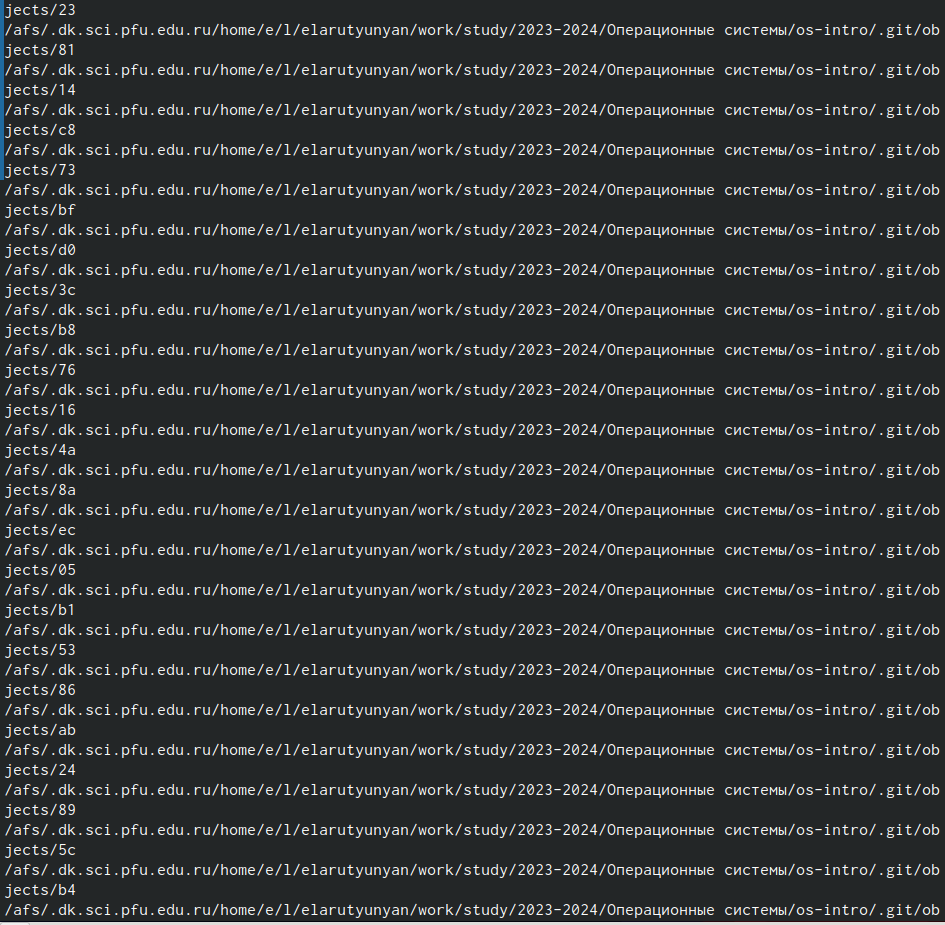 jects/23
/afs/.dk.sci.pfu.edu.ru/home/e/l/elarutyunyan/work/study/2023-2024/Операционные системы/os-intro/.git/ob
jects/81
/afs/.dk.sci.pfu.edu.ru/home/e/l/elarutyunyan/work/study/2023-2024/Операционные системы/os-intro/.git/ob
jects/14
/afs/.dk.sci.pfu.edu.ru/home/e/l/elarutyunyan/work/study/2023-2024/Операционные системы/os-intro/.git/ob
jects/c8
/afs/.dk.sci.pfu.edu.ru/home/e/l/elarutyunyan/work/study/2023-2024/Операционные системы/os-intro/.git/ob
jects/73
/afs/.dk.sci.pfu.edu.ru/home/e/l/elarutyunyan/work/study/2023-2024/Операционные системы/os-intro/.git/ob
jects/bf
/afs/.dk.sci.pfu.edu.ru/home/e/l/elarutyunyan/work/study/2023-2024/Операционные системы/os-intro/.git/ob
jects/d0
/afs/.dk.sci.pfu.edu.ru/home/e/l/elarutyunyan/work/study/2023-2024/Операционные системы/os-intro/.git/ob
jects/3c
/afs/.dk.sci.pfu.edu.ru/home/e/l/elarutyunyan/work/study/2023-2024/Операционные системы/os-intro/.git/ob
jects/b8
/afs/.dk.sci.pfu.edu.ru/home/e/l/elarutyunyan/work/study/2023-2024/Операционные системы/os-intro/.git/ob
jects/76
/afs/.dk.sci.pfu.edu.ru/home/e/l/elarutyunyan/work/study/2023-2024/Операционные системы/os-intro/.git/ob
jects/16
/afs/.dk.sci.pfu.edu.ru/home/e/l/elarutyunyan/work/study/2023-2024/Операционные системы/os-intro/.git/ob
jects/4a
/afs/.dk.sci.pfu.edu.ru/home/e/l/elarutyunyan/work/study/2023-2024/Операционные системы/os-intro/.git/ob
jects/8a
/afs/.dk.sci.pfu.edu.ru/home/e/l/elarutyunyan/work/study/2023-2024/Операционные системы/os-intro/.git/ob
jects/ec
/afs/.dk.sci.pfu.edu.ru/home/e/l/elarutyunyan/work/study/2023-2024/Операционные системы/os-intro/.git/ob
jects/05
/afs/.dk.sci.pfu.edu.ru/home/e/l/elarutyunyan/work/study/2023-2024/Операционные системы/os-intro/.git/ob
jects/b1
/afs/.dk.sci.pfu.edu.ru/home/e/l/elarutyunyan/work/study/2023-2024/Операционные системы/os-intro/.git/ob
jects/53
/afs/.dk.sci.pfu.edu.ru/home/e/l/elarutyunyan/work/study/2023-2024/Операционные системы/os-intro/.git/ob
jects/86
/afs/.dk.sci.pfu.edu.ru/home/e/l/elarutyunyan/work/study/2023-2024/Операционные системы/os-intro/.git/ob
jects/ab
/afs/.dk.sci.pfu.edu.ru/home/e/l/elarutyunyan/work/study/2023-2024/Операционные системы/os-intro/.git/ob
jects/24
/afs/.dk.sci.pfu.edu.ru/home/e/l/elarutyunyan/work/study/2023-2024/Операционные системы/os-intro/.git/ob
jects/89
/afs/.dk.sci.pfu.edu.ru/home/e/l/elarutyunyan/work/study/2023-2024/Операционные системы/os-intro/.git/ob
jects/5c
/afs/.dk.sci.pfu.edu.ru/home/e/l/elarutyunyan/work/study/2023-2024/Операционные системы/os-intro/.git/ob
jects/b4
/afs/.dk.sci.pfu.edu.ru/home/e/l/elarutyunyan/work/study/2023-2024/Операционные системы/os-intro/.git/ob